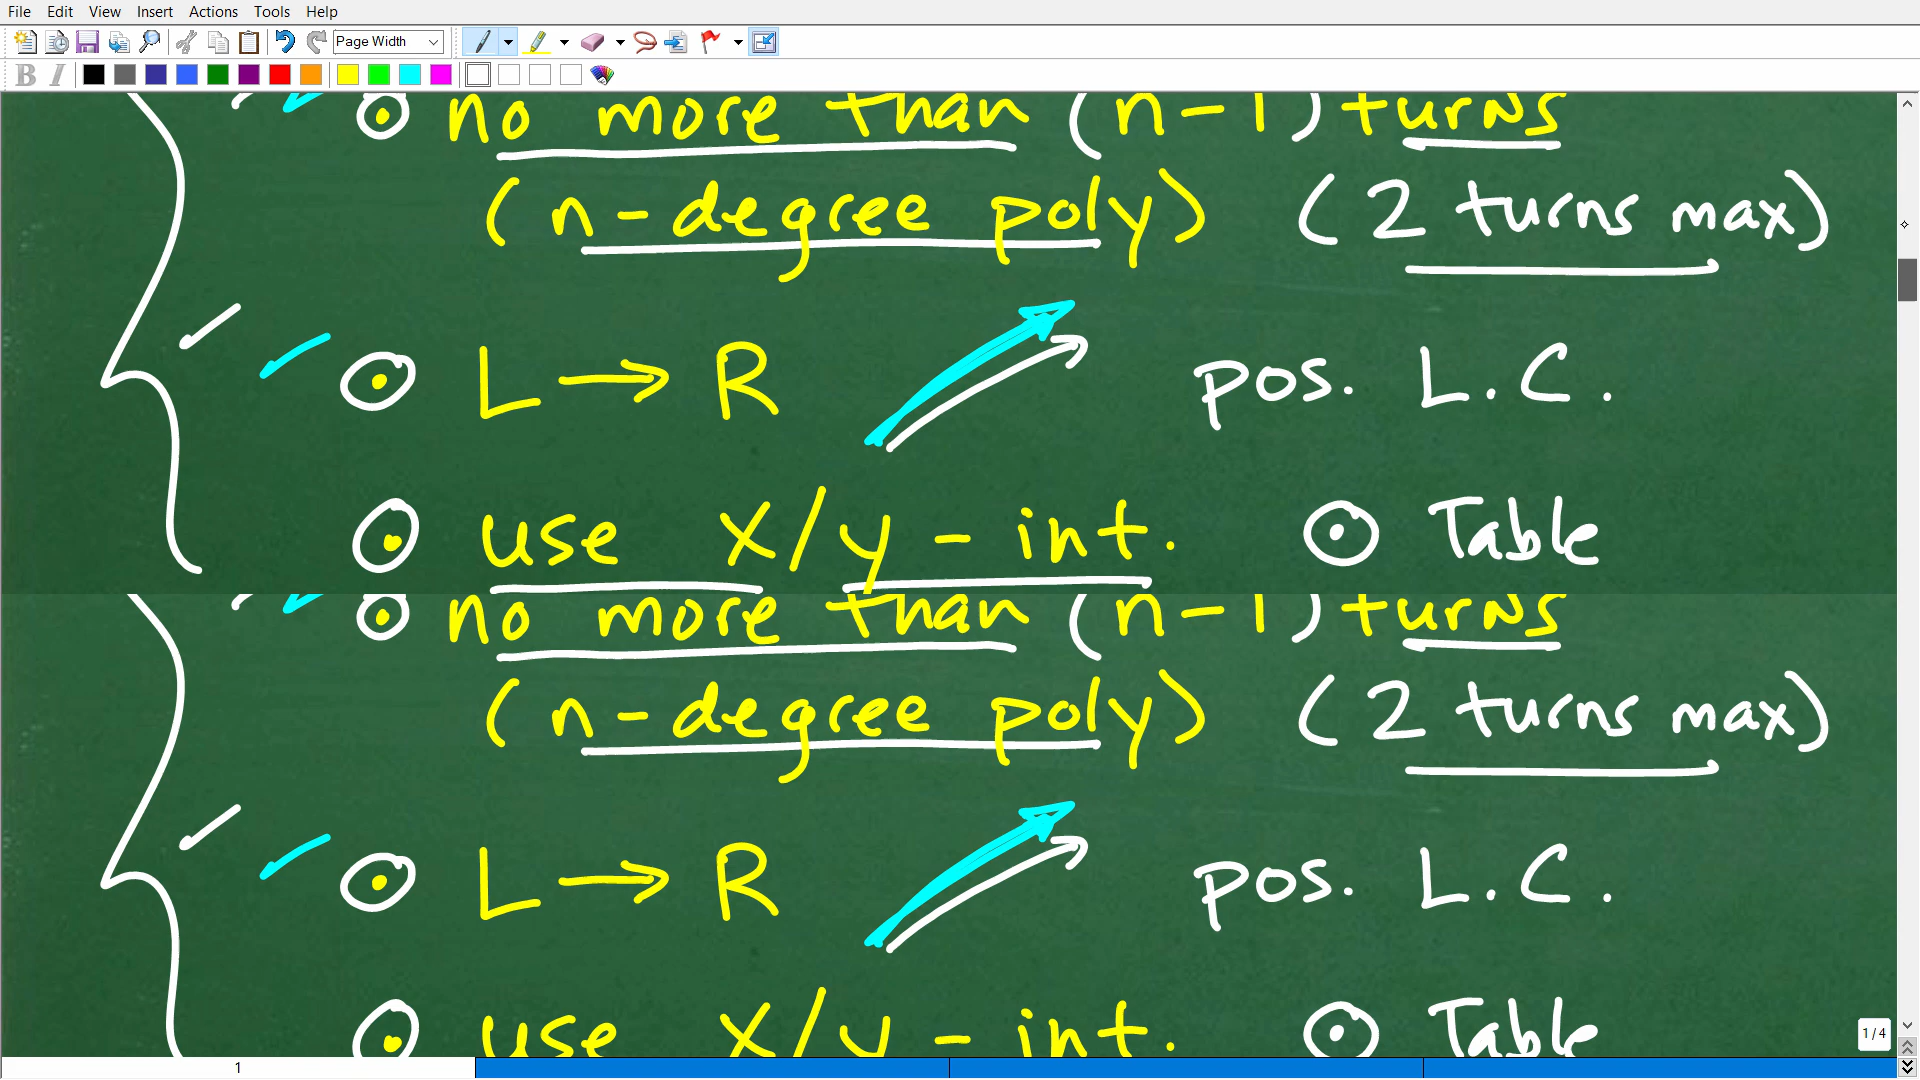 File Edit View Insert Actions Tools Help
Page Width
B I
no more than (n-1) turns
(n-degree poly) (2 turns max)
L → R pos. L.C.
use x/y-int. Table
no more than (n-1) turns
(n-degree poly) (2 turns max)
L → R pos. L.C.
use x/y-int. Table
1 / 4
1